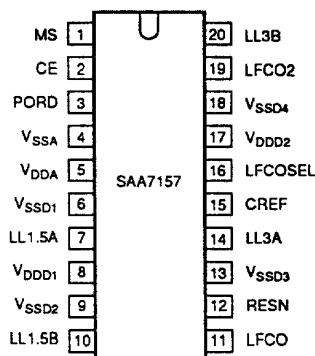 MS 1 20 LL3B
CE 2 19 LFCO2
PORD 3 18 VSSD4
VSSA 4 17 VDDD2
VDDA 5 16 LFCOSEL
SAA7157
VSSD1 6 15 CREF
LL1.5A 7 14 LL3A
VDDD1 8 13 VSSD3
VSSD2 9 12 RESN
LL1.5B 10 11 LFCO